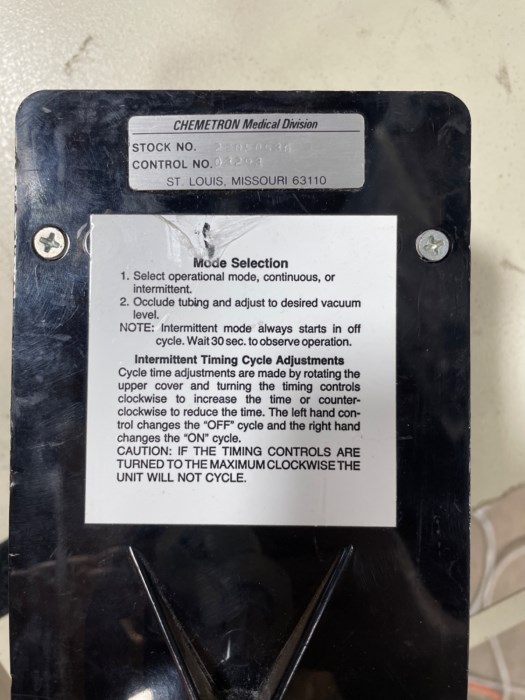 CHEMETRON Medical Division
STOCK NO.
CONTROL NO.
ST. LOUIS, MISSOURI 63110
Mode Selection
1. Select operational mode, continuous, or
intermittent.
2. Occlude tubing and adjust to desired vacuum
level.
NOTE: Intermittent mode always starts in off
cycle. Wait 30 sec. to observe operation.
Intermittent Timing Cycle Adjustments
Cycle time adjustments are made by rotating the
upper cover and turning the timing controls
clockwise to increase the time or counter-
clockwise to reduce the time. The left hand con-
trol changes the "OFF" cycle and the right hand
changes the "ON" cycle.
CAUTION: IF THE TIMING CONTROLS ARE
TURNED TO THE MAXIMUM CLOCKWISE THE
UNIT WILL NOT CYCLE.